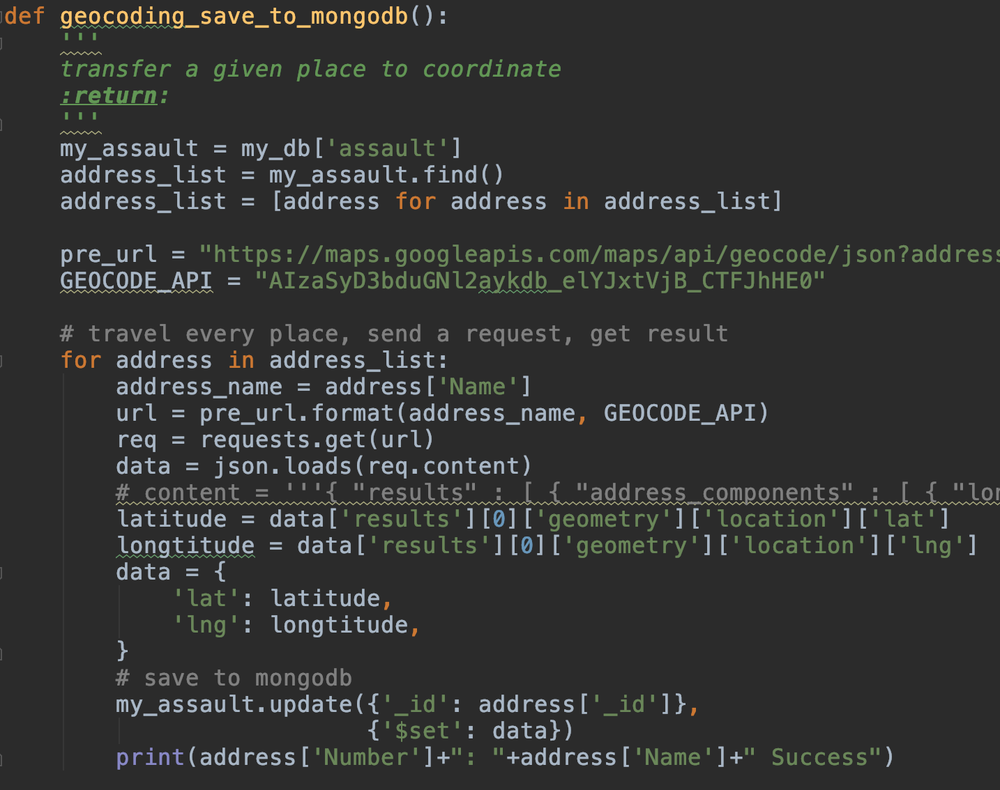 def geocoding_save_to_mongodb():
    '''
    transfer a given place to coordinate
    :return:
    '''
    my_assault = my_db['assault']
    address_list = my_assault.find()
    address_list = [address for address in address_list]

    pre_url = "https://maps.googleapis.com/maps/api/geocode/json?address
    GEOCODE_API = "AIzaSyD3bduGNl2aykdb_elYJxtVjB_CTFJhHE0"

    # travel every place, send a request, get result
    for address in address_list:
        address_name = address['Name']
        url = pre_url.format(address_name, GEOCODE_API)
        req = requests.get(url)
        data = json.loads(req.content)
        # content = '''{ "results" : [ { "address_components" : [ { "lon
        latitude = data['results'][0]['geometry']['location']['lat']
        longtitude = data['results'][0]['geometry']['location']['lng']
        data = {
            'lat': latitude,
            'lng': longtitude,
        }
        # save to mongodb
        my_assault.update({'_id': address['_id']},
                          {'$set': data})
        print(address['Number']+": "+address['Name']+" Success")